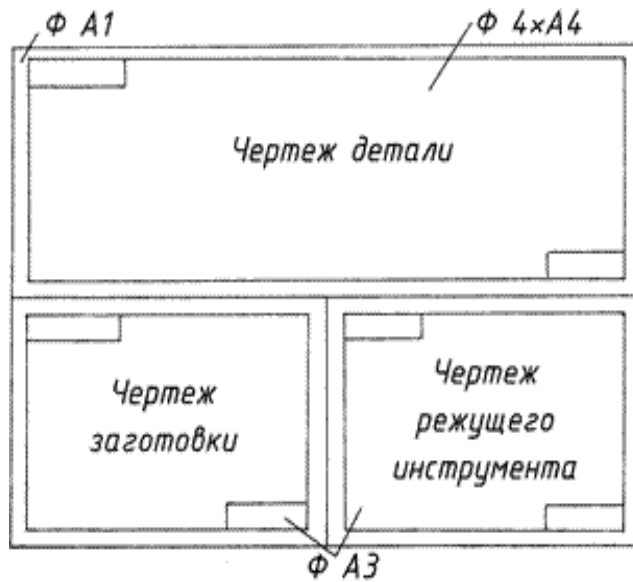 Ф А1
Ф 4×А4
Чертеж детали
Чертеж
заготовки
Чертеж
режущего
инструмента
Ф А3